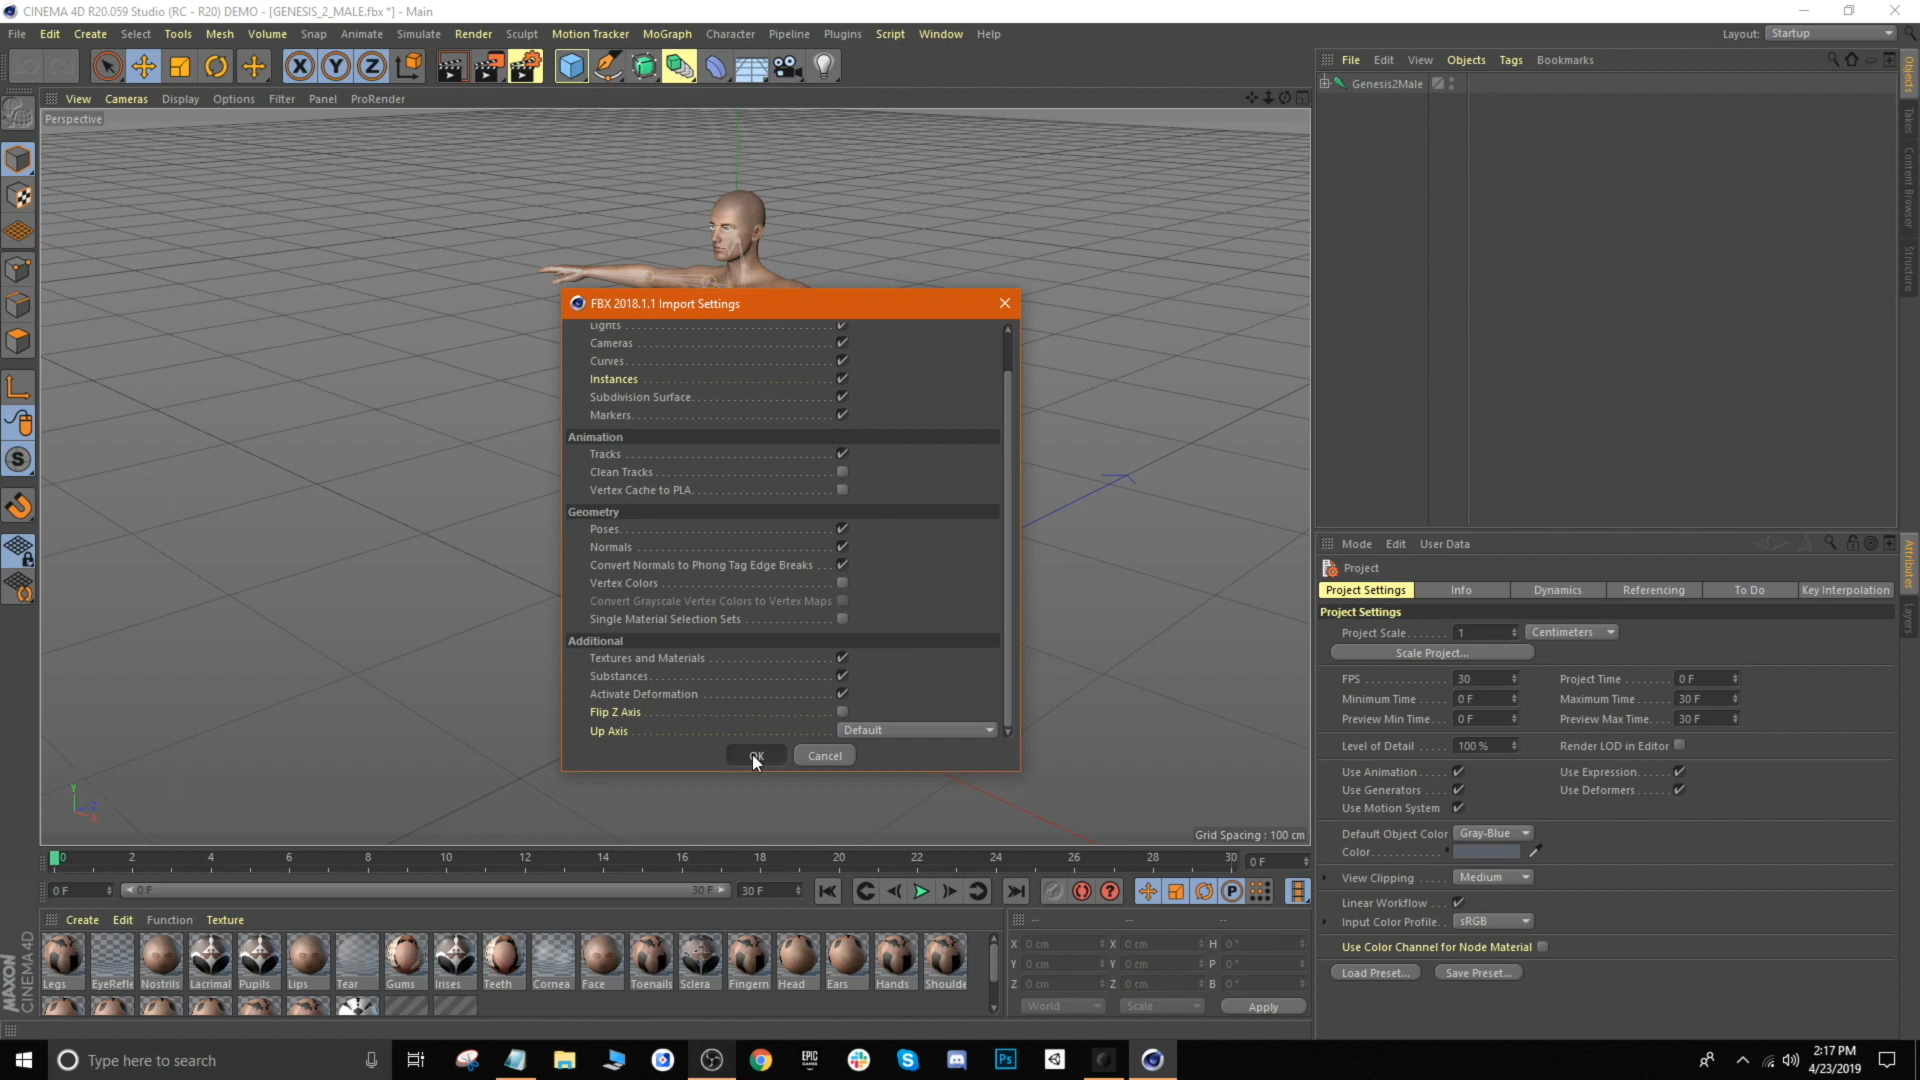 CINEMA 4D R20.059 Studio (RC - R20) DEMO - [GENESIS_2_MALE.fbx *] - Main
File Edit Create Select Tools Mesh Volume Snap Animate Simulate Render Sculpt Motion Tracker MoGraph Character Pipeline Plugins Script Window Help
Layout: Startup
View Cameras Display Options Filter Panel ProRender
Perspective
File Edit View Objects Tags Bookmarks
Genesis2Male
Objects
Takes
Content Browser
Structure
FBX 2018.1.1 Import Settings
Lights
Cameras
Curves
Instances
Subdivision Surface
Markers
Animation
Tracks
Clean Tracks
Vertex Cache to PLA
Geometry
Poses
Normals
Convert Normals to Phong Tag Edge Breaks
Vertex Colors
Convert Grayscale Vertex Colors to Vertex Maps
Single Material Selection Sets
Additional
Textures and Materials
Substances
Activate Deformation
Flip Z Axis
Up Axis Default
OK Cancel
Y
Z
X
Grid Spacing : 100 cm
Mode Edit User Data
Project
Project Settings Info Dynamics Referencing To Do Key Interpolation
Project Settings
Project Scale 1 Centimeters
Scale Project...
FPS 30 Project Time 0 F
Minimum Time 0 F Maximum Time 30 F
Preview Min Time 0 F Preview Max Time 30 F
Level of Detail 100 % Render LOD in Editor
Use Animation Use Expression
Use Generators Use Deformers
Use Motion System
Default Object Color Gray-Blue
Color
View Clipping Medium
Linear Workflow
Input Color Profile sRGB
Use Color Channel for Node Material
Load Preset... Save Preset...
Attributes
Layers
0 2 4 6 8 10 12 14 16 18 20 22 24 26 28 30 0 F
0 F 0 F 30 F 30 F
Create Edit Function Texture
Legs EyeRefle Nostrils Lacrimal Pupils Lips Tear Gums Irises Teeth Cornea Face Toenails Sclera Fingern Head Ears Hands Shoulde
-- -- --
X 0 cm X 0 cm H 0 °
Y 0 cm Y 0 cm P 0 °
Z 0 cm Z 0 cm B 0 °
World Scale Apply
MAXON
CINEMA 4D
Type here to search
EPIC GAMES
Ps
2:17 PM
4/23/2019